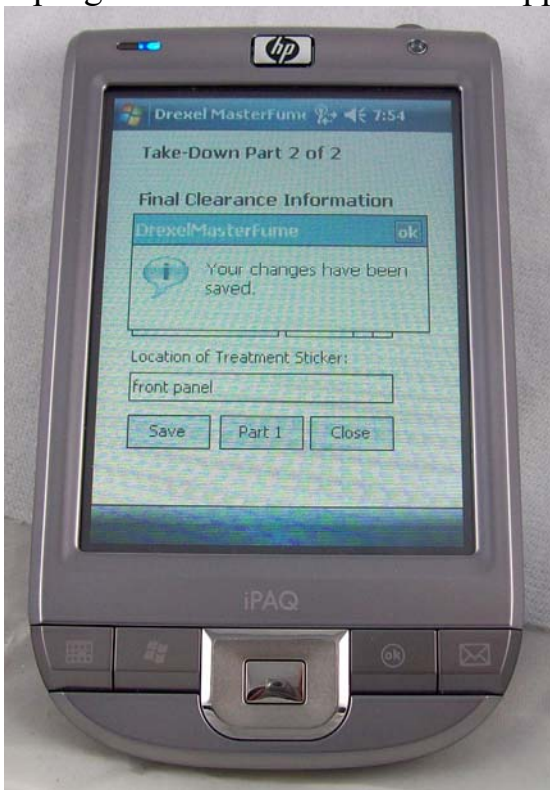 hp
Drexel MasterFume 7:54
Take-Down Part 2 of 2
Final Clearance Information
DrexelMasterFume ok
i Your changes have been
saved.
Location of Treatment Sticker:
front panel
Save Part 1 Close
iPAQ
ok